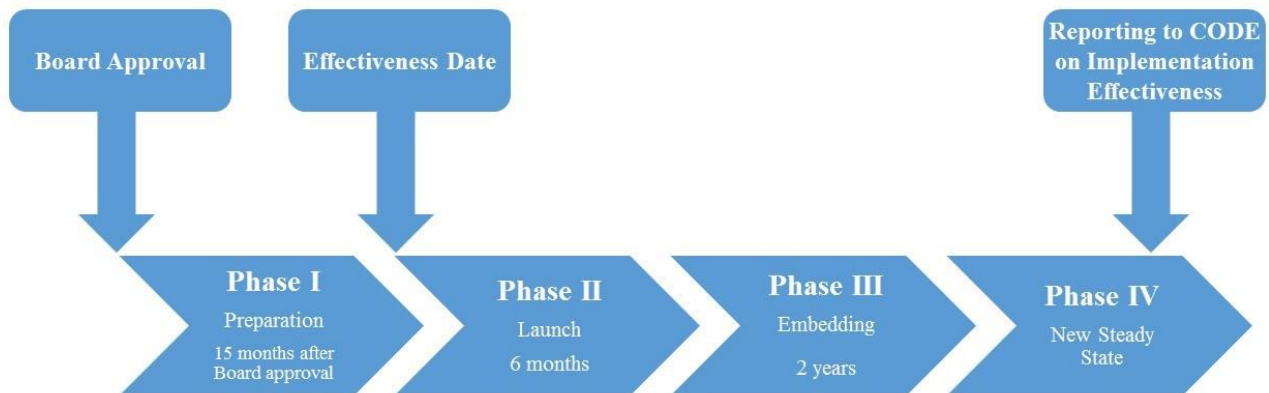 Board Approval
Effectiveness Date
Reporting to CODE
on Implementation
Effectiveness
Phase I
Preparation
15 months after
Board approval
Phase II
Launch
6 months
Phase III
Embedding
2 years
Phase IV
New Steady
State